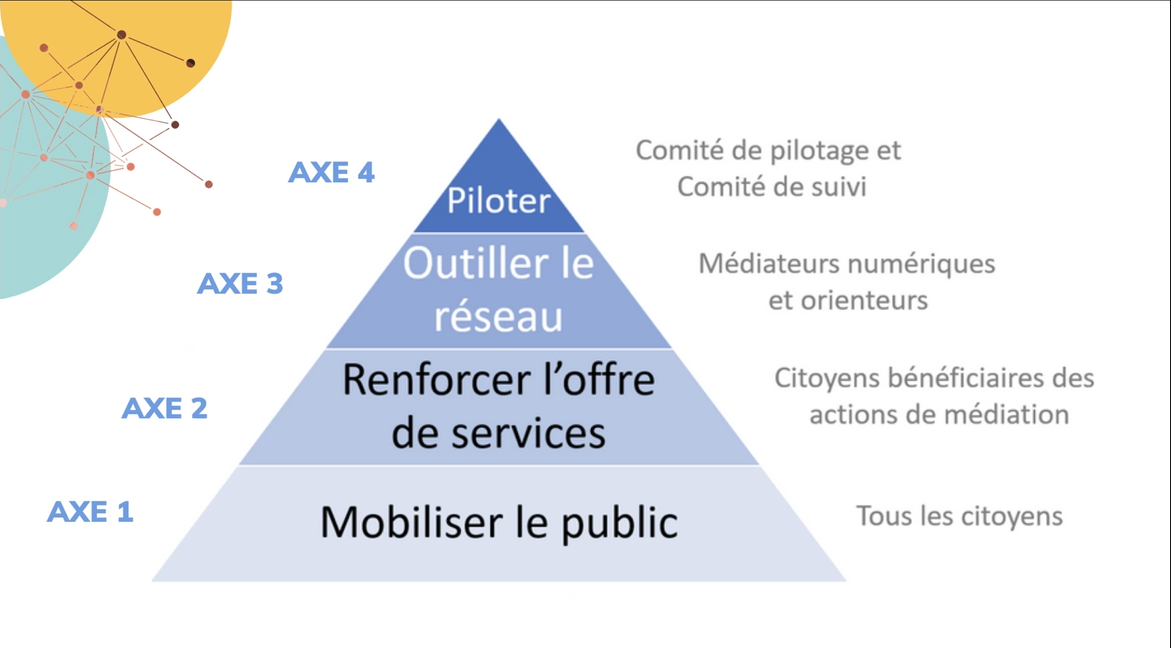 AXE 4
Piloter
Comité de pilotage et
Comité de suivi
AXE 3
Outiller le
réseau
Médiateurs numériques
et orienteurs
AXE 2
Renforcer l’offre
de services
Citoyens bénéficiaires des
actions de médiation
AXE 1
Mobiliser le public
Tous les citoyens